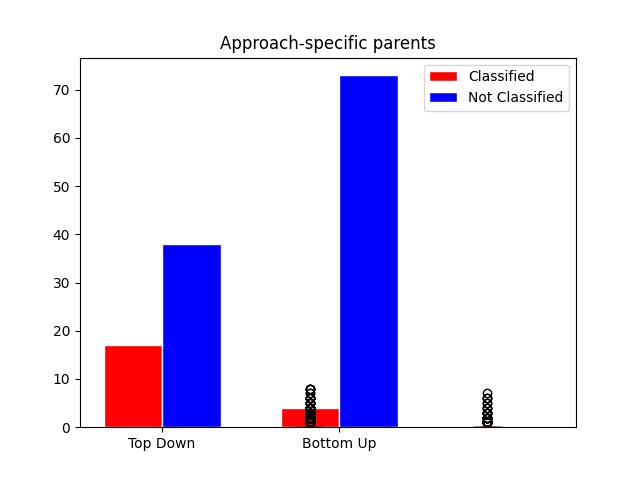 Approach-specific parents
Classified
Not Classified
70
60
50
40
30
20
10
0
Top Down
Bottom Up